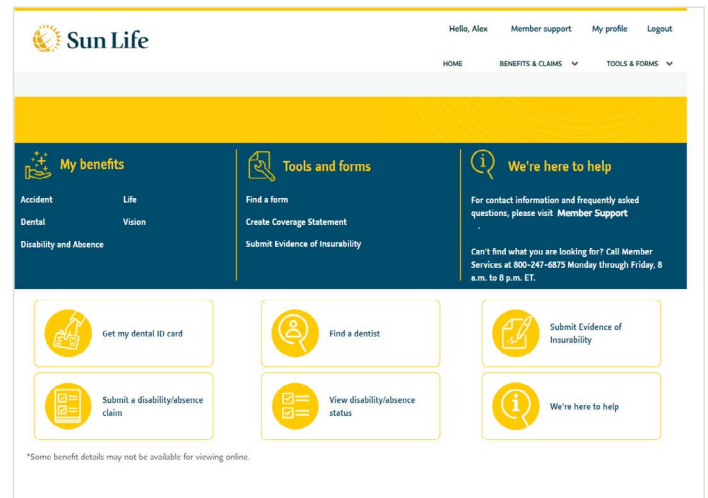 Sun Life
Hello, Alex Member support My profile Logout
HOME BENEFITS & CLAIMS TOOLS & FORMS
My benefits
Accident Life
Dental Vision
Disability and Absence
Tools and forms
Find a form
Create Coverage Statement
Submit Evidence of Insurability
We're here to help
For contact information and frequently asked
questions, please visit Member Support
.
Can't find what you are looking for? Call Member
Services at 800-247-6875 Monday through Friday, 8
a.m. to 8 p.m. ET.
Get my dental ID card
Find a dentist
Submit Evidence of
Insurability
Submit a disability/absence
claim
View disability/absence
status
We're here to help
*Some benefit details may not be available for viewing online.